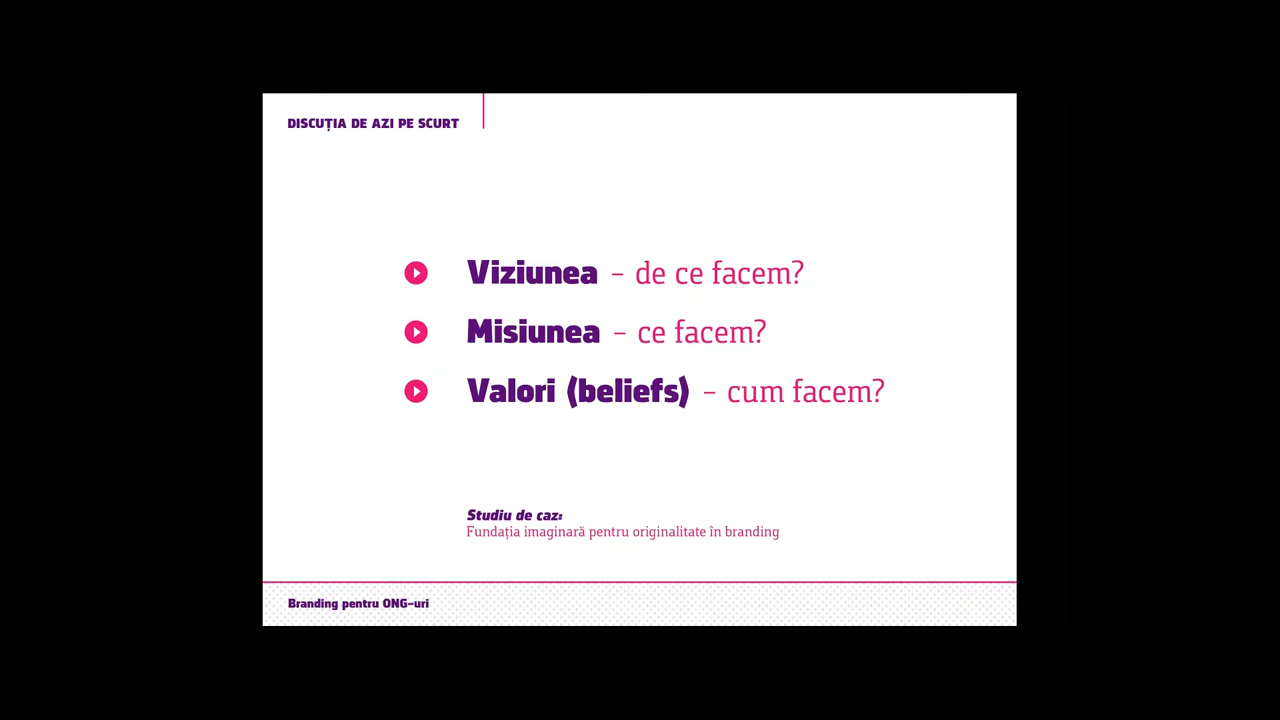 DISCUȚIA DE AZI PE SCURT
Viziunea – de ce facem?
Misiunea – ce facem?
Valori (beliefs) – cum facem?
Studiu de caz:
Fundația imaginară pentru originalitate în branding
Branding pentru ONG-uri